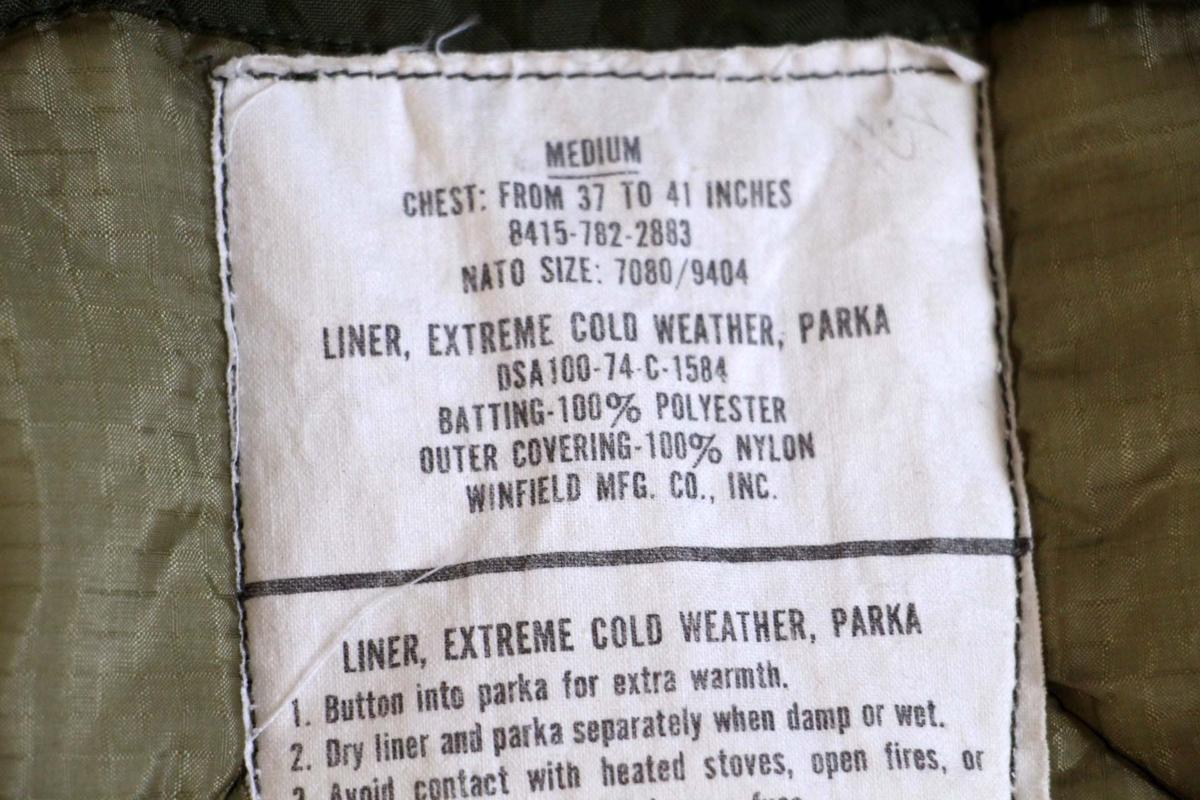 MEDIUM
CHEST: FROM 37 TO 41 INCHES
8415-782-2883
NATO SIZE: 7080/9404
LINER, EXTREME COLD WEATHER, PARKA
DSA100-74-C-1584
BATTING-100% POLYESTER
OUTER COVERING-100% NYLON
WINFIELD MFG. CO., INC.
LINER, EXTREME COLD WEATHER, PARKA
1. Button into parka for extra warmth.
2. Dry liner and parka separately when damp or wet.
3. Avoid contact with heated stoves, open fires, or